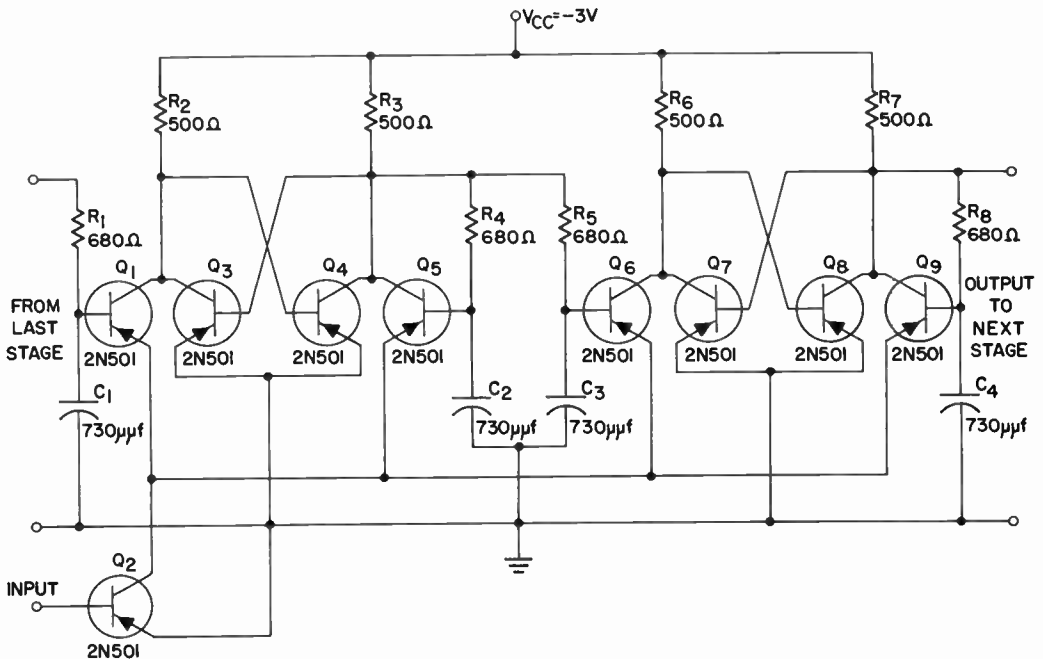 VCC=-3V
R2
500Ω
R3
500Ω
R6
500Ω
R7
500Ω
R1
680Ω
R4
680Ω
R5
680Ω
R8
680Ω
Q1
Q3
Q4
Q5
Q6
Q7
Q8
Q9
FROM
LAST
STAGE
OUTPUT
TO
NEXT
STAGE
2N501
2N501
2N501
2N501
2N501
2N501
2N501
2N501
C1
730µµf
C2
730µµf
C3
730µµf
C4
730µµf
Q2
INPUT
2N501